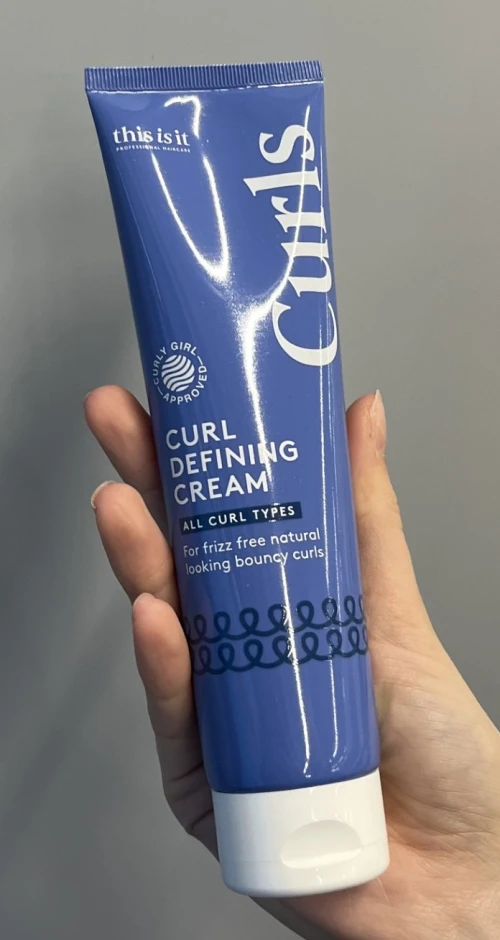 this is it
PROFESSIONAL HAIRCARE
Curls
CURLY GIRL
APPROVED
CURL
DEFINING
CREAM
ALL CURL TYPES
For frizz free natural
looking bouncy curls